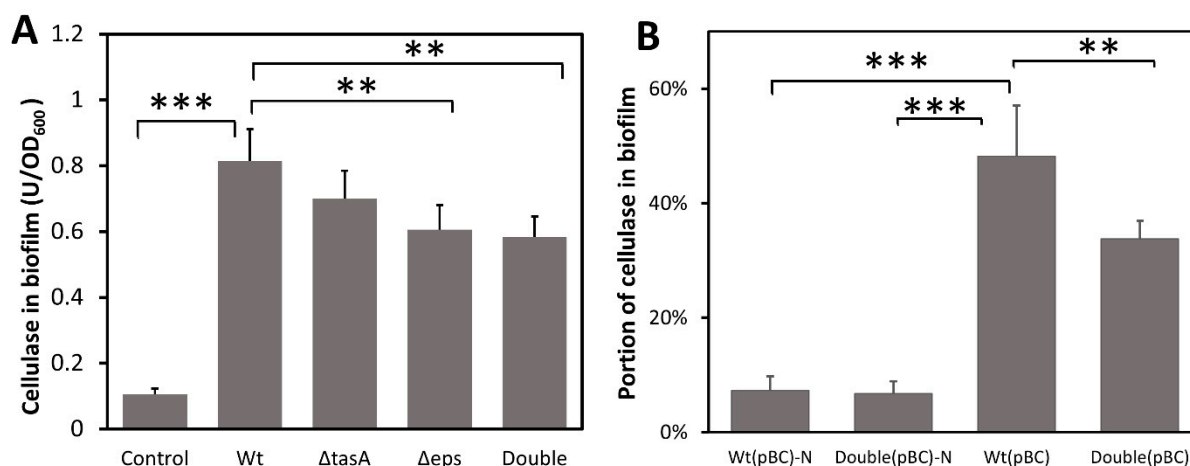 A
Cellulase in biofilm (U/OD600)
1.2
1
0.8
0.6
0.4
0.2
0
***
**
**
Control Wt ΔtasA Δeps Double
B
Portion of cellulase in biofilm
60%
40%
20%
0%
***
***
**
Wt(pBC)-N Double(pBC)-N Wt(pBC) Double(pBC)